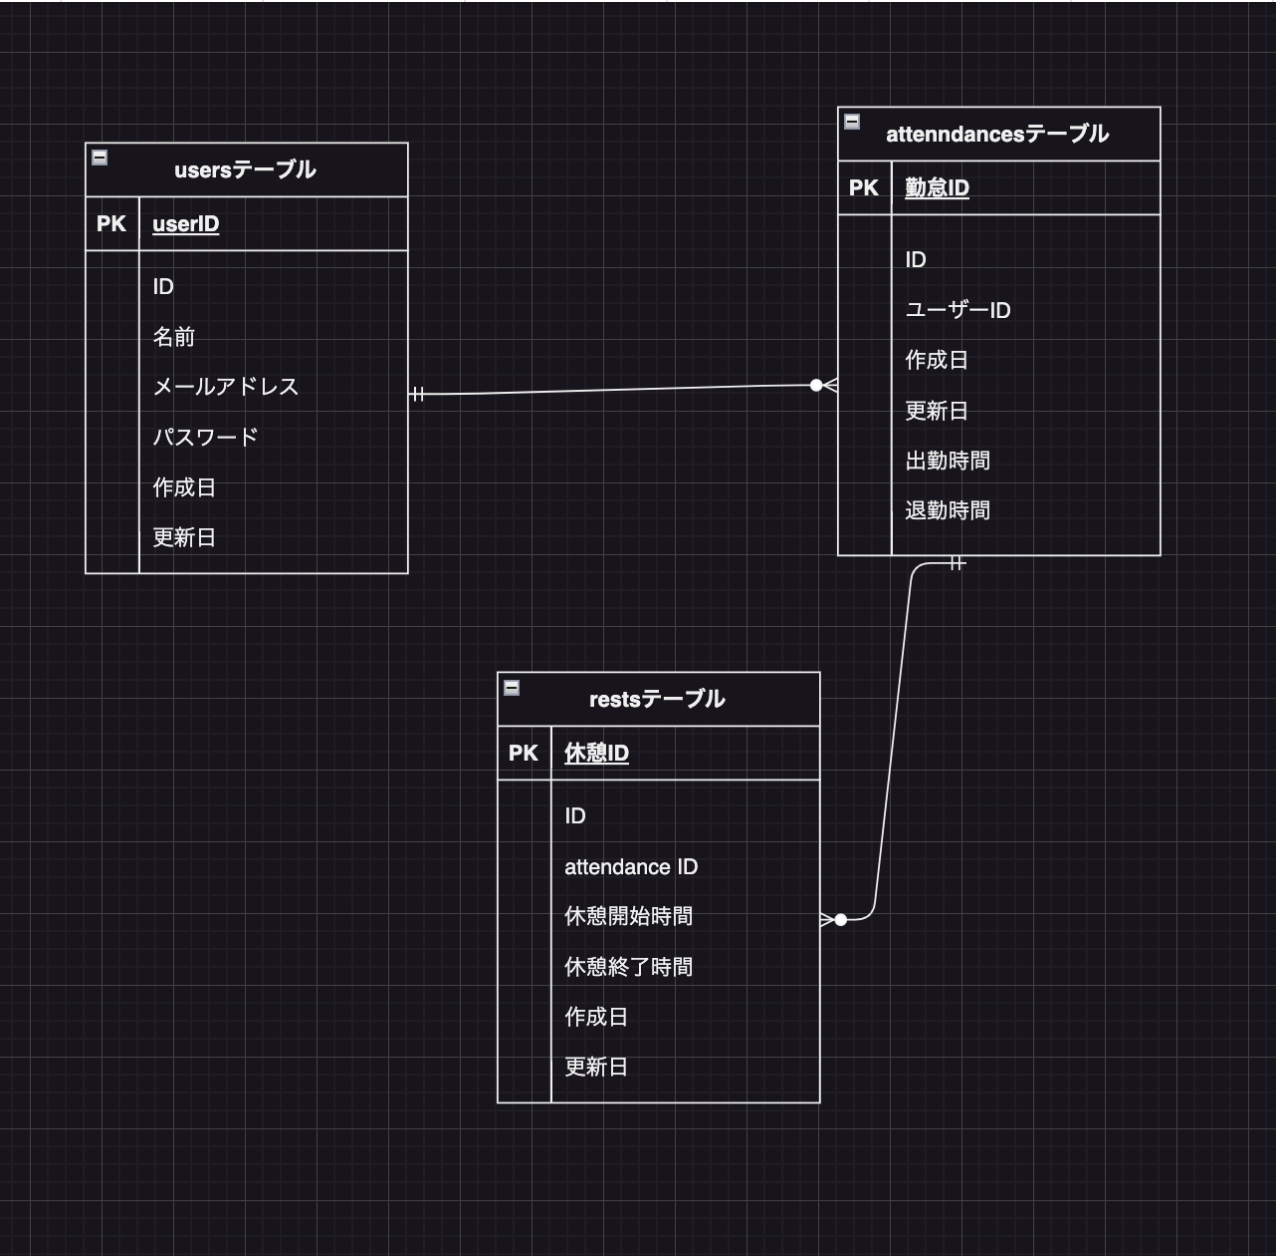 usersテーブル
PK userID
ID
名前
メールアドレス
パスワード
作成日
更新日
attenndancesテーブル
PK 勤怠ID
ID
ユーザーID
作成日
更新日
出勤時間
退勤時間
restsテーブル
PK 休憩ID
ID
attendance ID
休憩開始時間
休憩終了時間
作成日
更新日